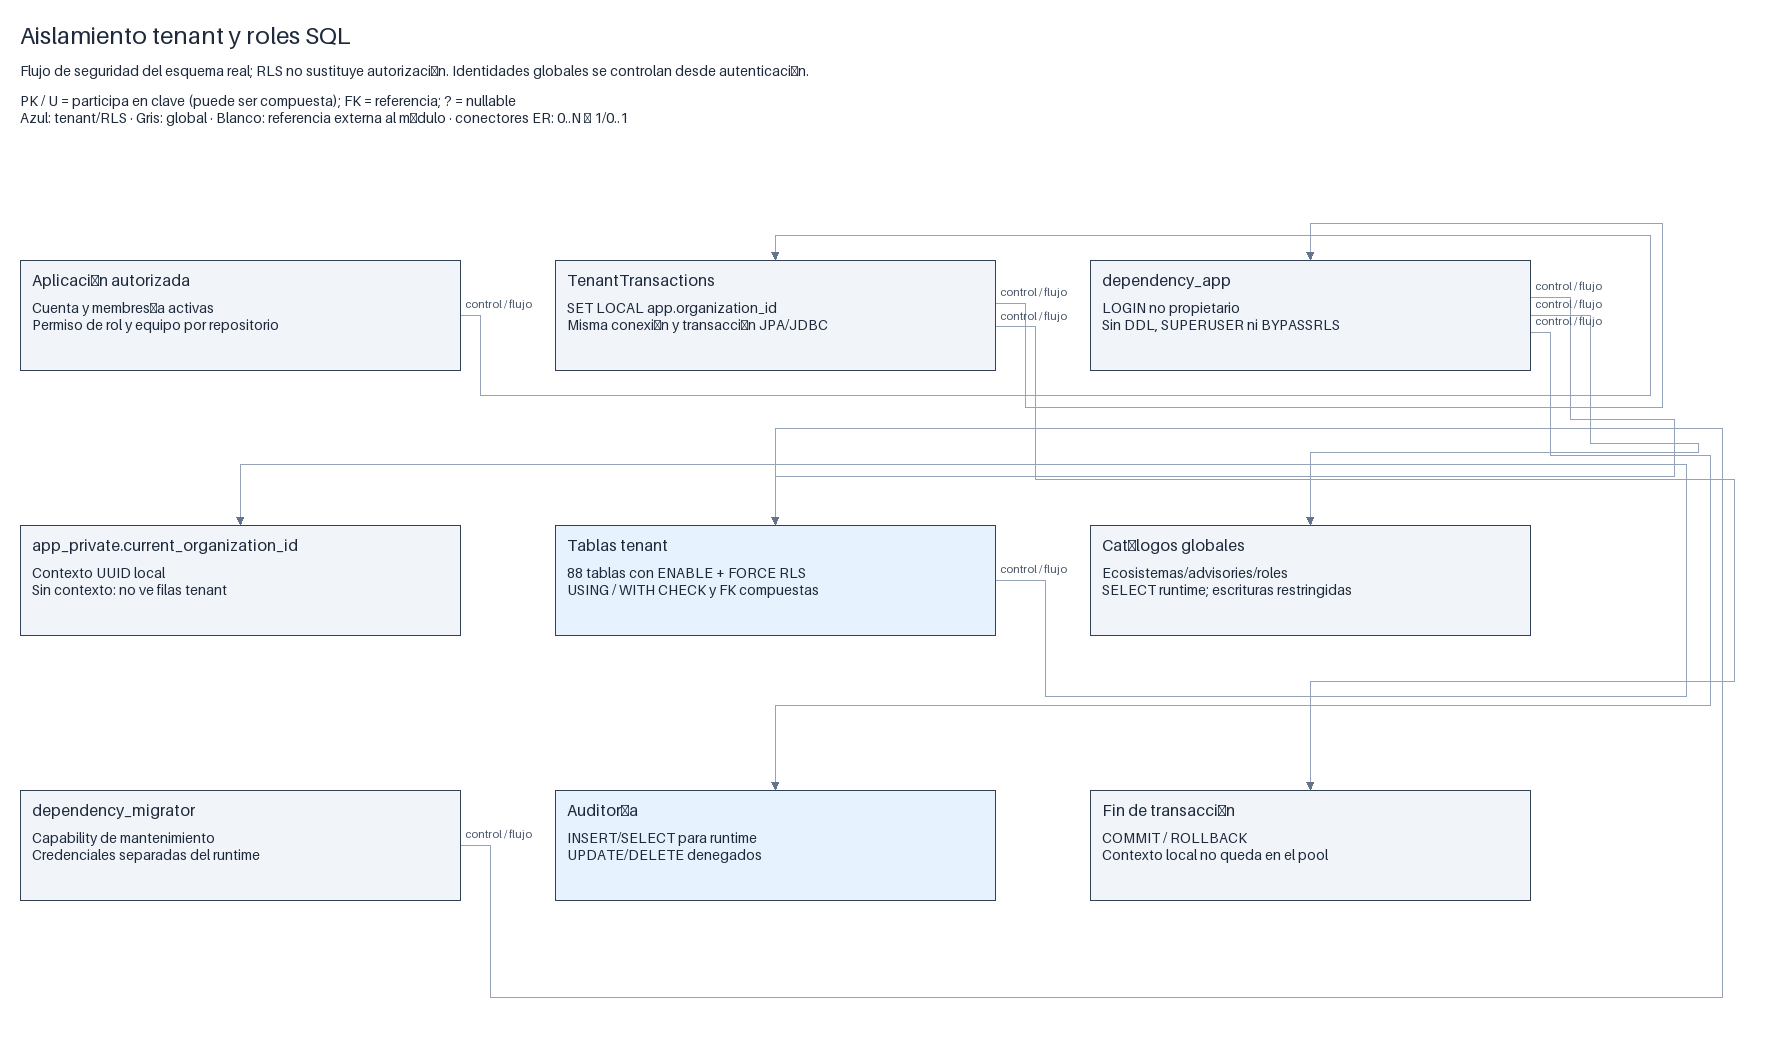 Aislamiento tenant y roles SQL
Flujo de seguridad del esquema real; RLS no sustituye autorizaci□n. Identidades globales se controlan desde autenticaci□n.
PK / U = participa en clave (puede ser compuesta); FK = referencia; ? = nullable
Azul: tenant/RLS · Gris: global · Blanco: referencia externa al m□dulo · conectores ER: 0..N □ 1/0..1
Aplicaci□n autorizada
Cuenta y membres□a activas
Permiso de rol y equipo por repositorio
control / flujo
TenantTransactions
SET LOCAL app.organization_id
Misma conexi□n y transacci□n JPA/JDBC
control / flujo
control / flujo
dependency_app
LOGIN no propietario
Sin DDL, SUPERUSER ni BYPASSRLS
control / flujo
control / flujo
control / flujo
app_private.current_organization_id
Contexto UUID local
Sin contexto: no ve filas tenant
Tablas tenant
88 tablas con ENABLE + FORCE RLS
USING / WITH CHECK y FK compuestas
control / flujo
Cat□logos globales
Ecosistemas/advisories/roles
SELECT runtime; escrituras restringidas
dependency_migrator
Capability de mantenimiento
Credenciales separadas del runtime
control / flujo
Auditor□a
INSERT/SELECT para runtime
UPDATE/DELETE denegados
Fin de transacci□n
COMMIT / ROLLBACK
Contexto local no queda en el pool